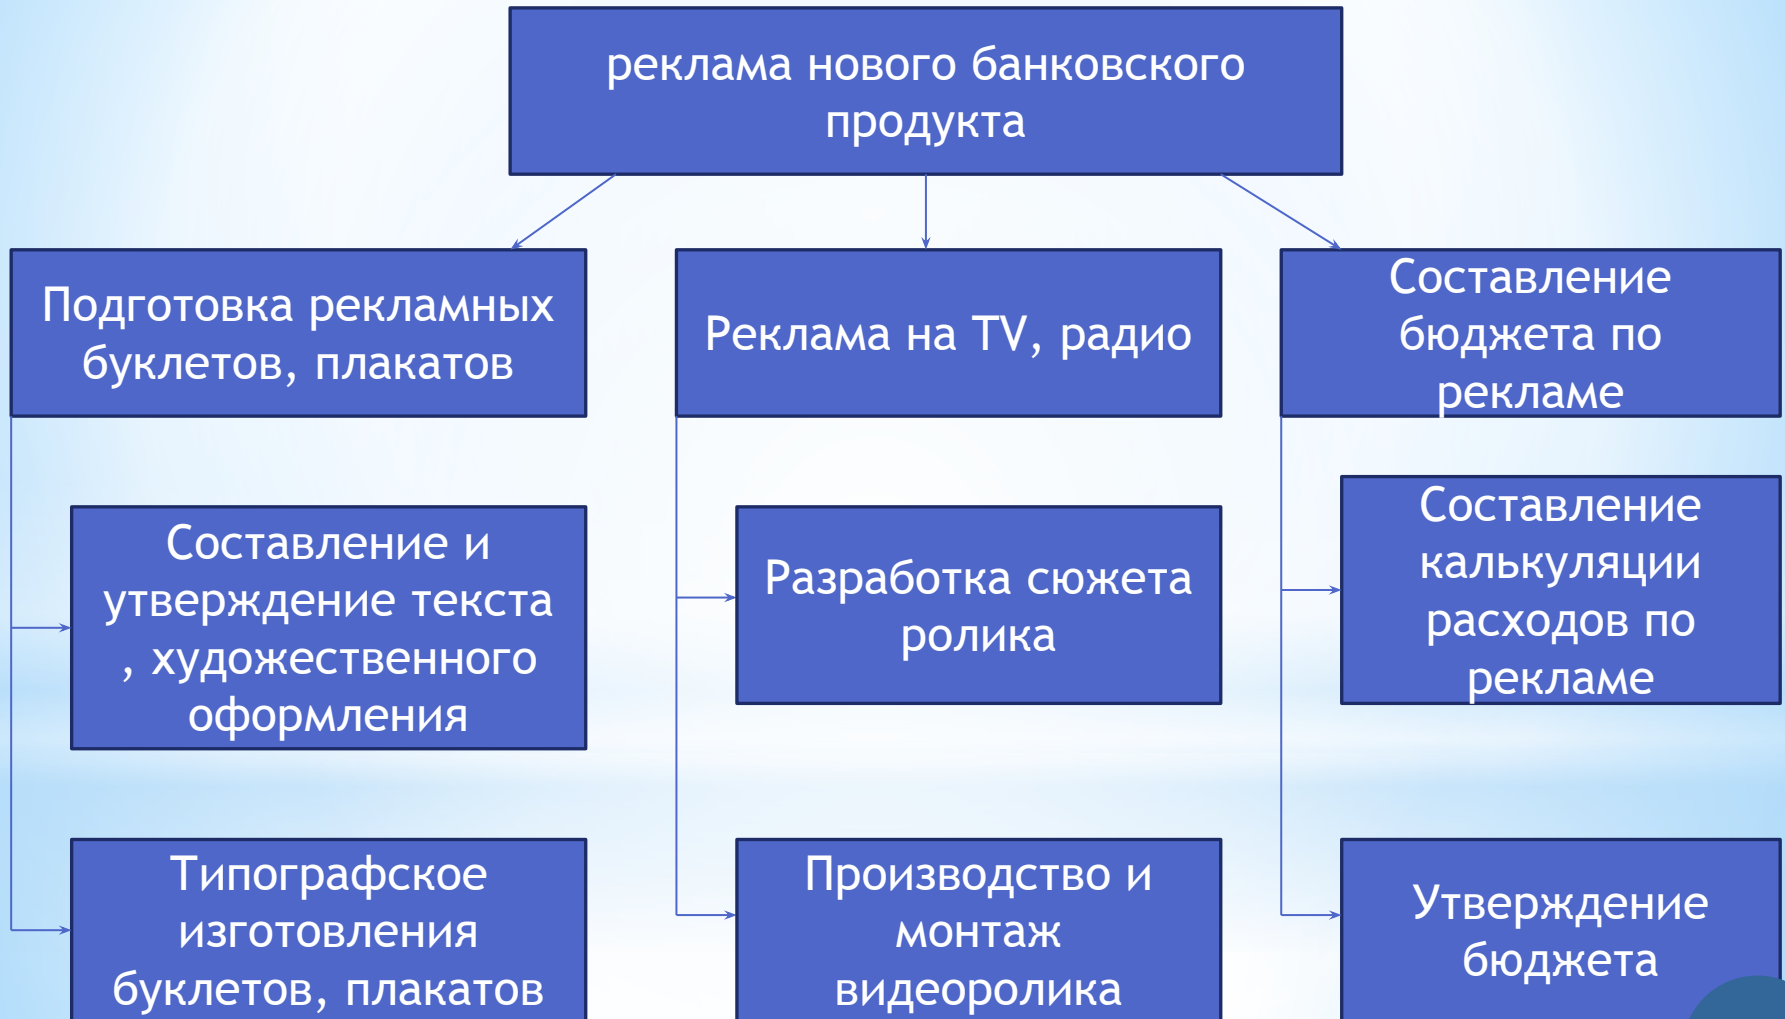 реклама нового банковского
продукта
Подготовка рекламных
буклетов, плакатов
Реклама на TV, радио
Составление
бюджета по
рекламе
Составление и
утверждение текста
, художественного
оформления
Разработка сюжета
ролика
Составление
калькуляции
расходов по
рекламе
Типографское
изготовления
буклетов, плакатов
Производство и
монтаж
видеоролика
Утверждение
бюджета